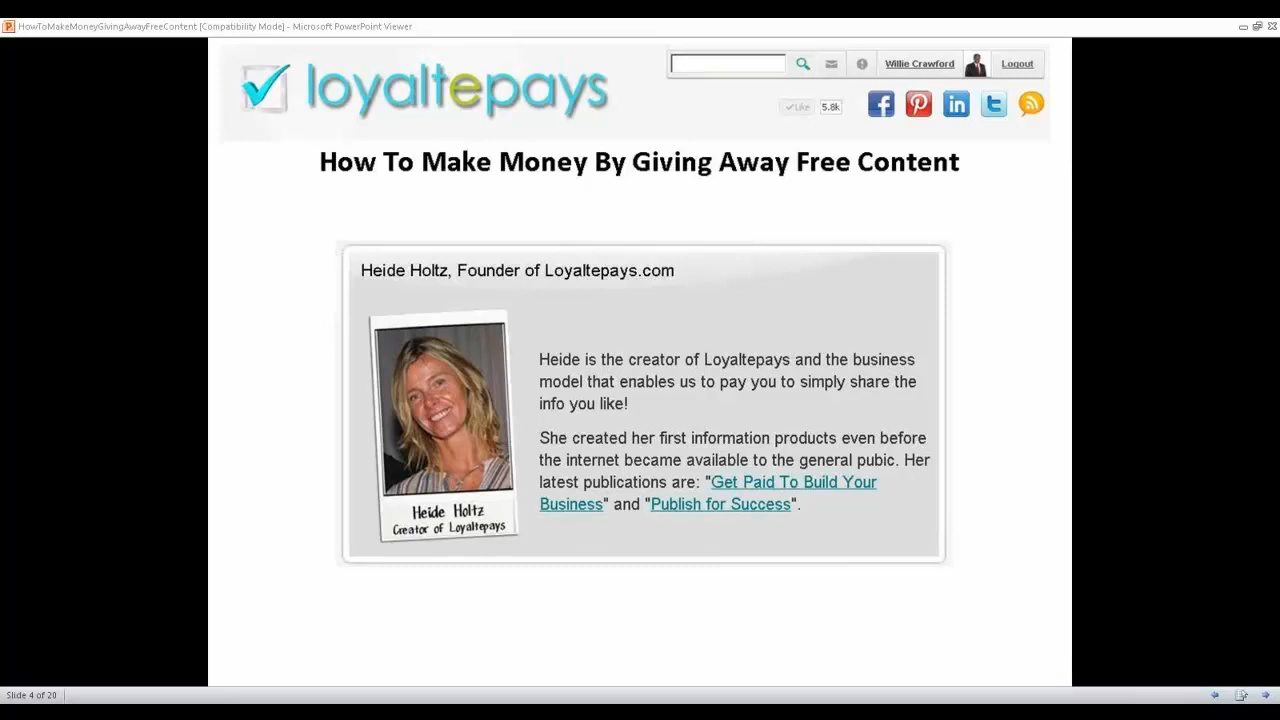 HowToMakeMoneyGivingAwayFreeContent [Compatibility Mode] - Microsoft PowerPoint Viewer
loyaltepays
Willie Crawford
Logout
Like
5.8k
How To Make Money By Giving Away Free Content
Heide Holtz, Founder of Loyaltepays.com
Heide is the creator of Loyaltepays and the business
model that enables us to pay you to simply share the
info you like!
She created her first information products even before
the internet became available to the general pubic. Her
latest publications are: "Get Paid To Build Your
Business" and "Publish for Success".
Heide Holtz
Creator of Loyaltepays
Slide 4 of 20